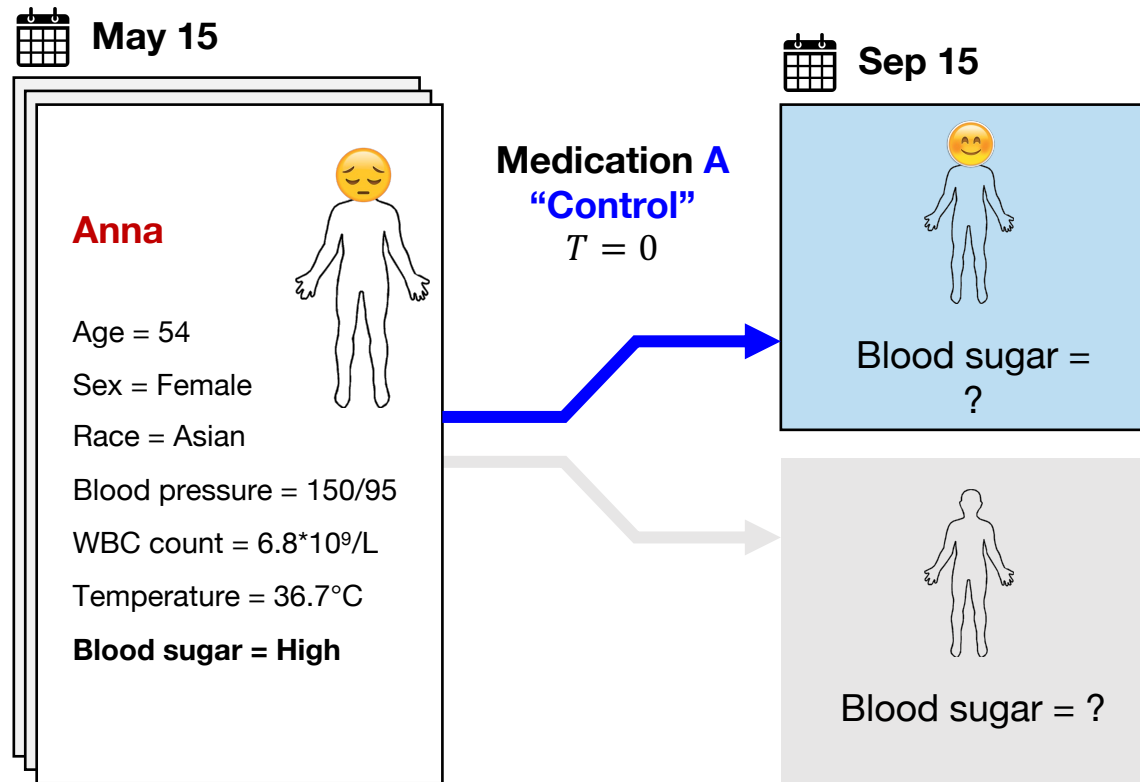 May 15
Anna
Age = 54
Sex = Female
Race = Asian
Blood pressure = 150/95
WBC count = 6.8*10⁹/L
Temperature = 36.7°C
Blood sugar = High
Medication A
“Control”
T = 0
Sep 15
Blood sugar =
?
Blood sugar = ?